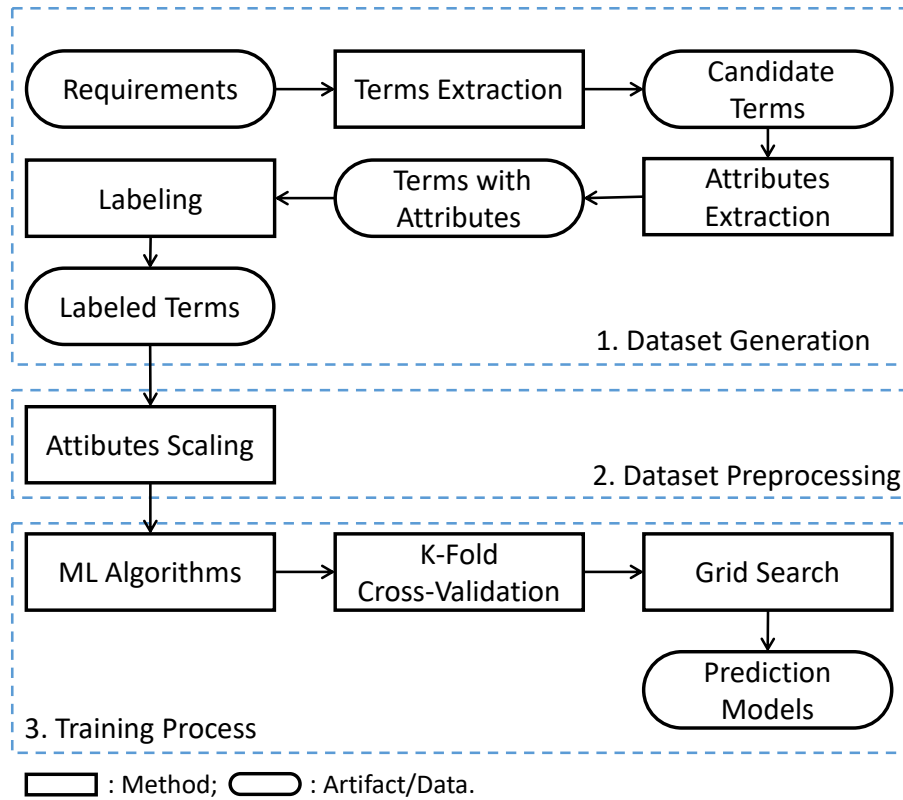 Requirements
Terms Extraction
Candidate
Terms
Labeling
Terms with
Attributes
Attributes
Extraction
Labeled Terms
1. Dataset Generation
Attibutes Scaling
2. Dataset Preprocessing
ML Algorithms
K-Fold
Cross-Validation
Grid Search
Prediction
Models
3. Training Process
: Method;
: Artifact/Data.